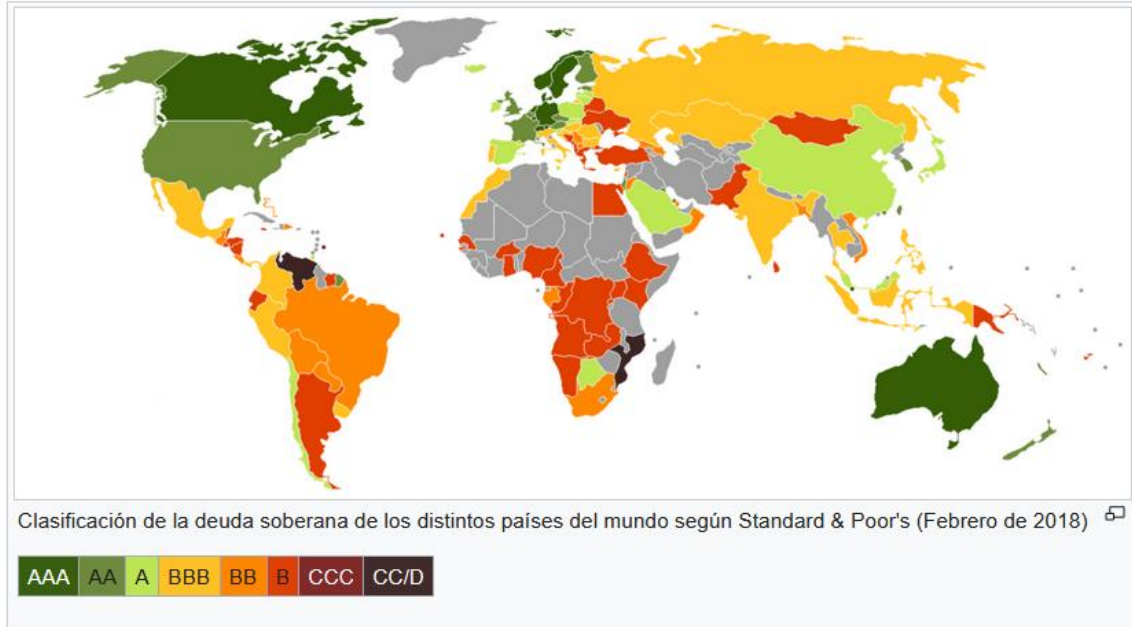 Clasificación de la deuda soberana de los distintos países del mundo según Standard & Poor's (Febrero de 2018)
AAA AA A BBB BB B CCC CC/D